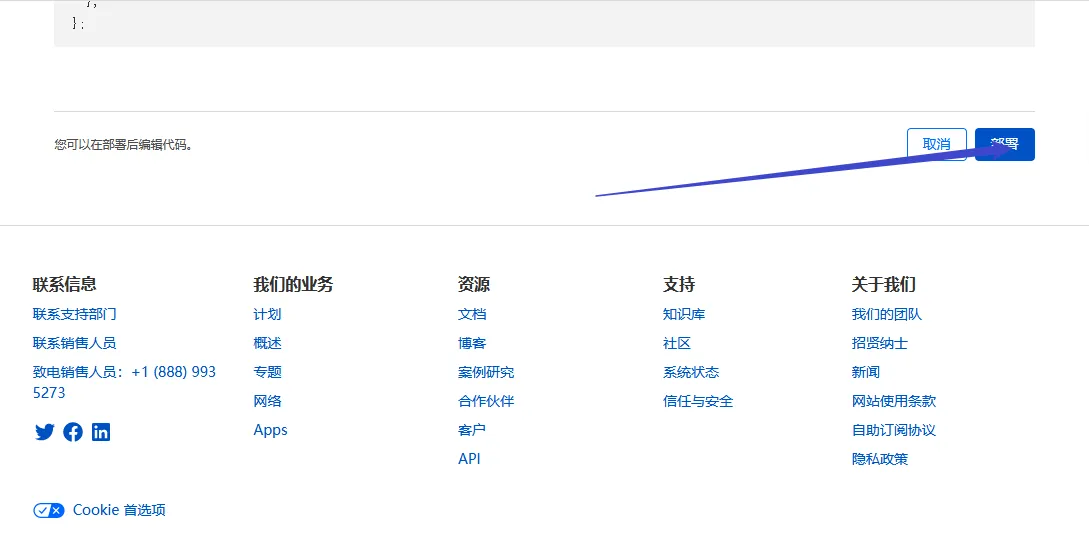 },
};
您可以在部署后编辑代码。
取消
部署
联系信息
联系支持部门
联系销售人员
致电销售人员：+1 (888) 993
5273
我们的业务
计划
概述
专题
网络
Apps
资源
文档
博客
案例研究
合作伙伴
客户
API
支持
知识库
社区
系统状态
信任与安全
关于我们
我们的团队
招贤纳士
新闻
网站使用条款
自助订阅协议
隐私政策
Cookie 首选项